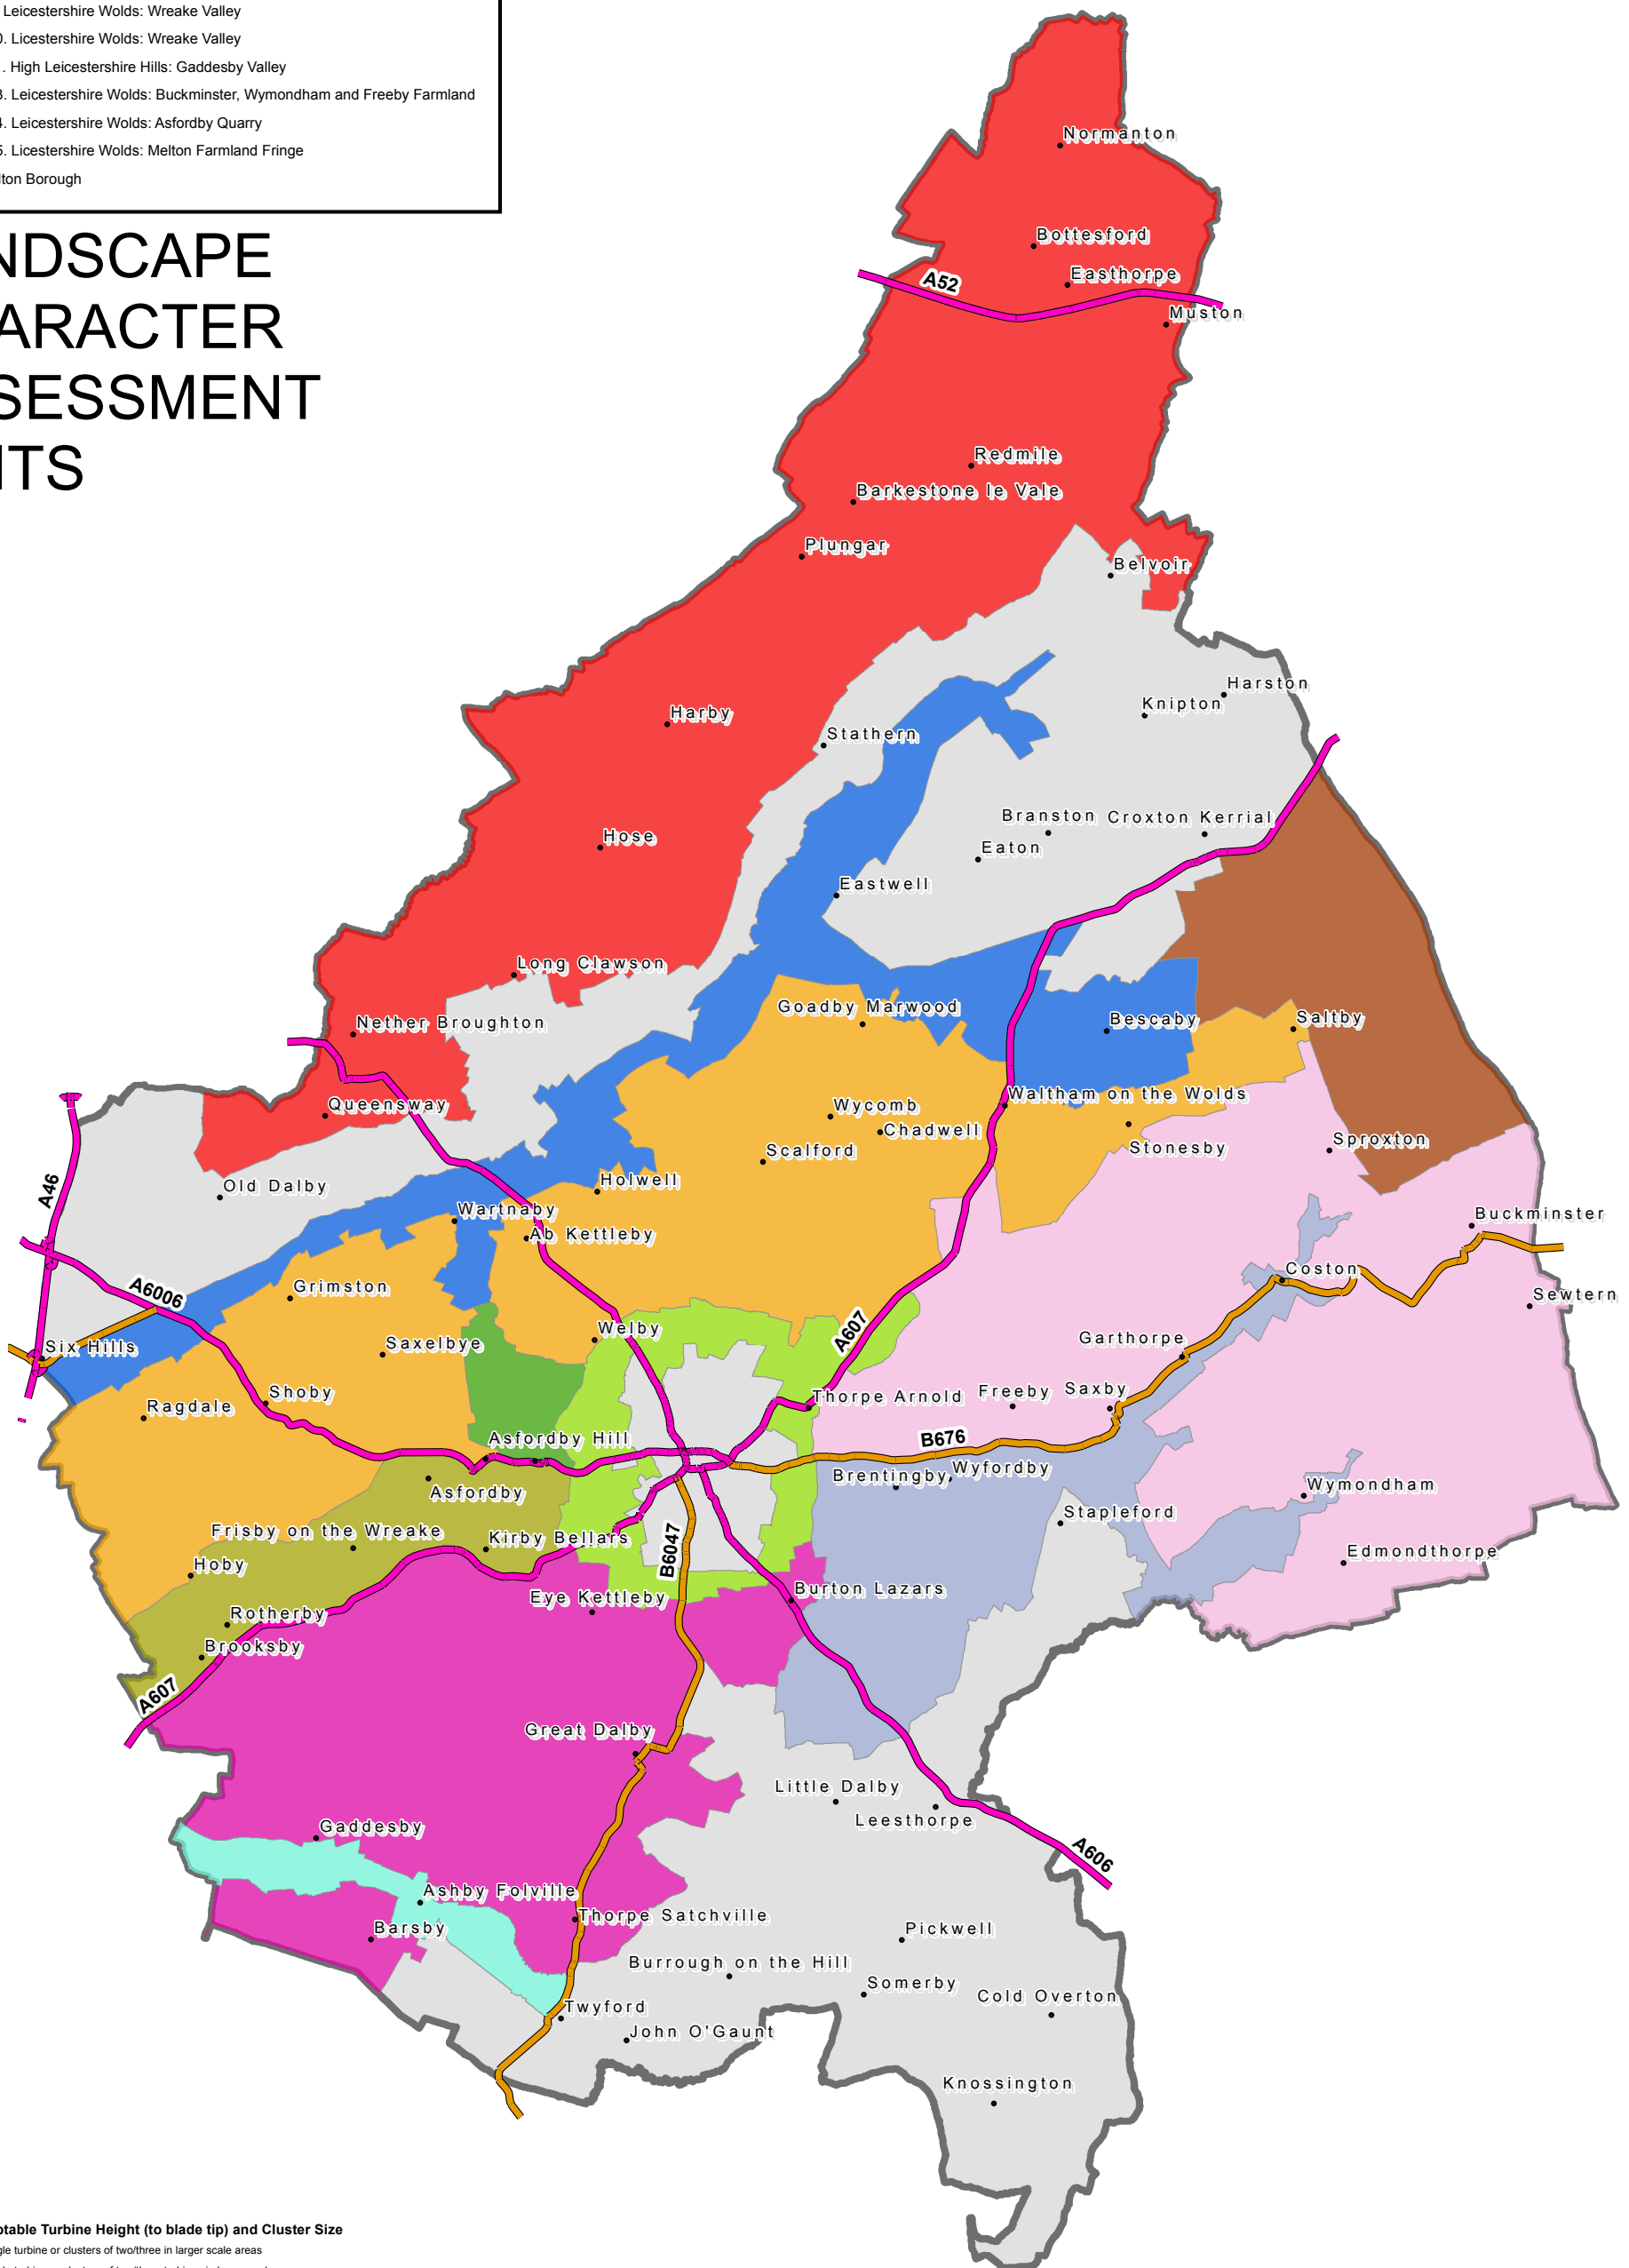 Leicestershire Wolds: Wreake Valley
0. Licestershire Wolds: Wreake Valley
. High Leicestershire Hills: Gaddesby Valley
3. Leicestershire Wolds: Buckminster, Wymondham and Freeby Farmland
4. Leicestershire Wolds: Asfordby Quarry
5. Licestershire Wolds: Melton Farmland Fringe
lton Borough
NDSCAPE
ARACTER
SESSMENT
ITS
Normanton
Bottesford
Easthorpe
A52
Muston
Redmile
Barkestone le Vale
Plungar
Belvoir
Harston
Knipton
Harby
Stathern
Branston
Croxton Kerrial
Hose
Eaton
Eastwell
Long Clawson
Goadby Marwood
Nether Broughton
Bescaby
Saltby
Queensway
Waltham on the Wolds
Wycomb
Chadwell
Stonesby
Sproxton
Scalford
A46
Old Dalby
Holwell
Wartnaby
Ab Kettleby
Buckminster
Coston
A6006
Grimston
Sewtern
Six Hills
Saxelbye
Welby
A607
Garthorpe
Shoby
Ragdale
Thorpe Arnold
Freeby
Saxby
Asfordby Hill
B676
Wyfordby
Brentingby
Asfordby
Wymondham
Stapleford
Frisby on the Wreake
Kirby Bellars
B6047
Hoby
Edmondthorpe
Eye Kettleby
Burton Lazars
Rotherby
Brooksby
A607
Great Dalby
Little Dalby
Leesthorpe
Gaddesby
A606
Ashby Folville
Thorpe Satchville
Barsby
Pickwell
Burrough on the Hill
Somerby
Cold Overton
Twyford
John O'Gaunt
Knossington
ptable Turbine Height (to blade tip) and Cluster Size
gle turbine or clusters of two/three in larger scale areas